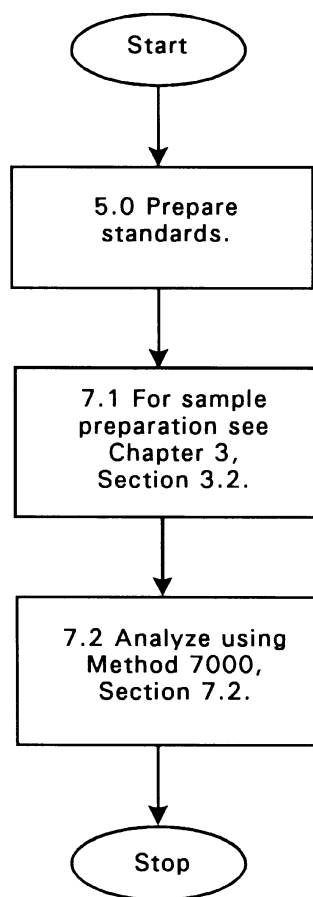 Start
5.0 Prepare
standards.
7.1 For sample
preparation see
Chapter 3,
Section 3.2.
7.2 Analyze using
Method 7000,
Section 7.2.
Stop